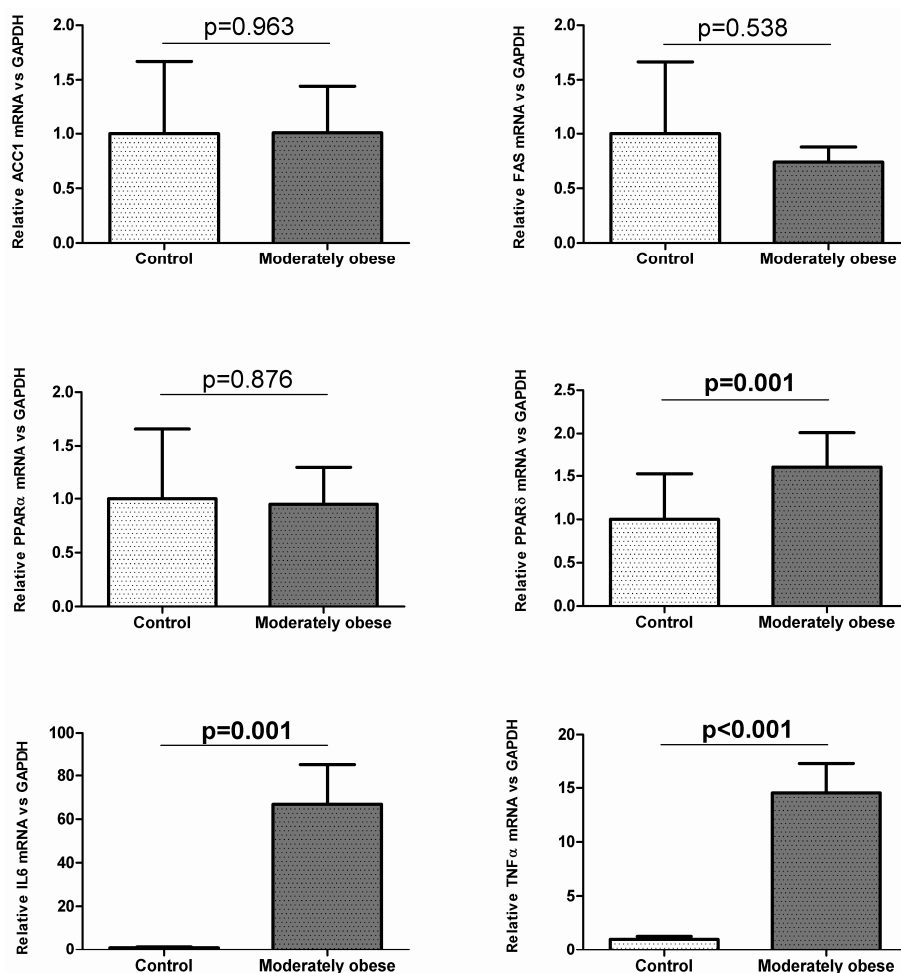 p=0.963
Relative ACC1 mRNA vs GAPDH
2.0
1.5
1.0
0.5
0.0
Control Moderately obese
p=0.538
Relative FAS mRNA vs GAPDH
2.0
1.5
1.0
0.5
0.0
Control Moderately obese
p=0.876
Relative PPARα mRNA vs GAPDH
2.0
1.5
1.0
0.5
0.0
Control Moderately obese
p=0.001
Relative PPARδ mRNA vs GAPDH
2.5
2.0
1.5
1.0
0.5
0.0
Control Moderately obese
p=0.001
Relative IL6 mRNA vs GAPDH
100
80
60
40
20
0
Control Moderately obese
p<0.001
Relative TNFα mRNA vs GAPDH
20
15
10
5
0
Control Moderately obese